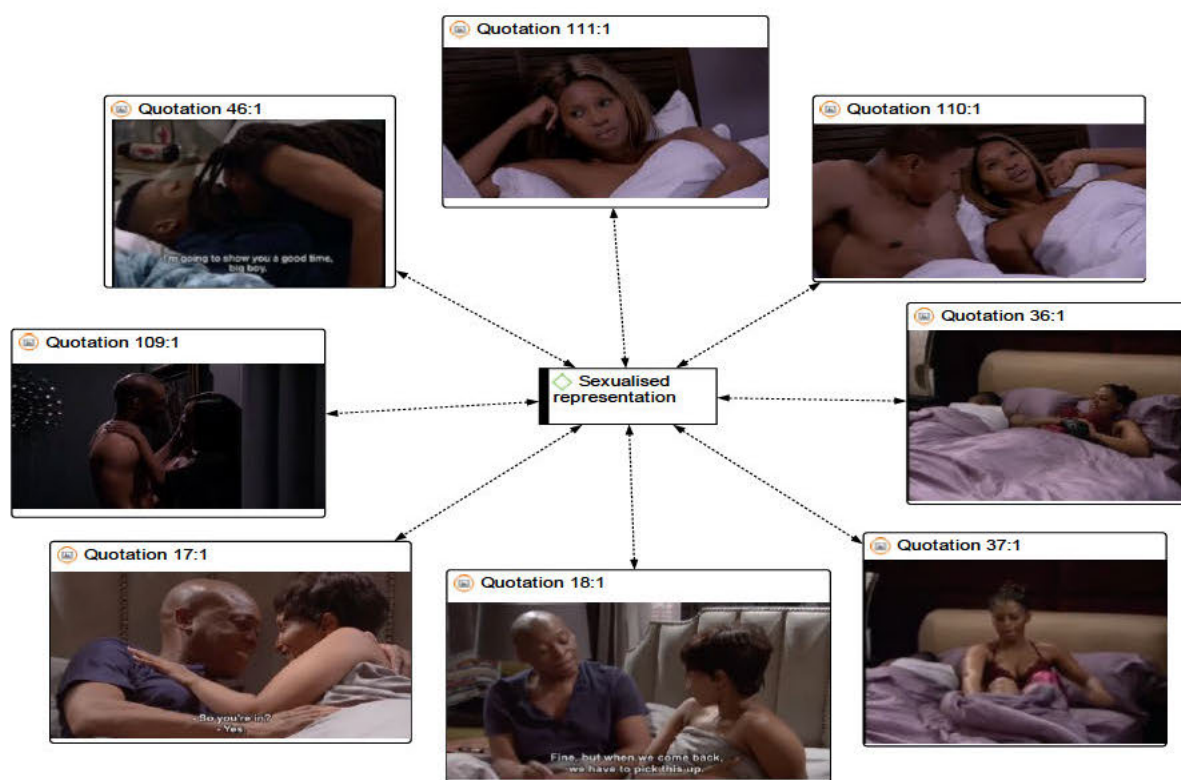 Quotation 111:1
Quotation 46:1
I'm going to show you a good time,
big boy.
Quotation 110:1
Quotation 109:1
Quotation 36:1
Sexualised
representation
Quotation 17:1
- So you're in?
- Yes
Quotation 18:1
Fine, but when we come back,
we have to pick this up.
Quotation 37:1